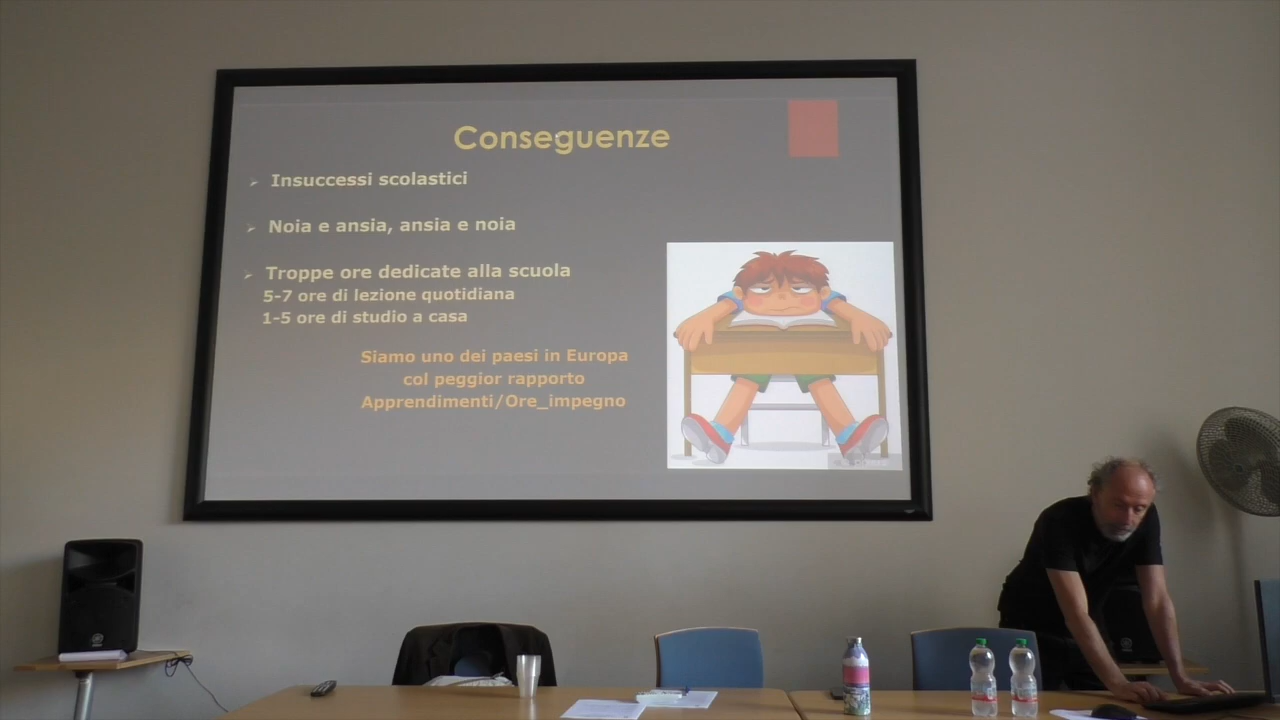 Conseguenze
Insuccessi scolastici
Noia e ansia, ansia e noia
Troppe ore dedicate alla scuola
5-7 ore di lezione quotidiana
1-5 ore di studio a casa
Siamo uno dei paesi in Europa
col peggior rapporto
Apprendimenti/Ore_impegno